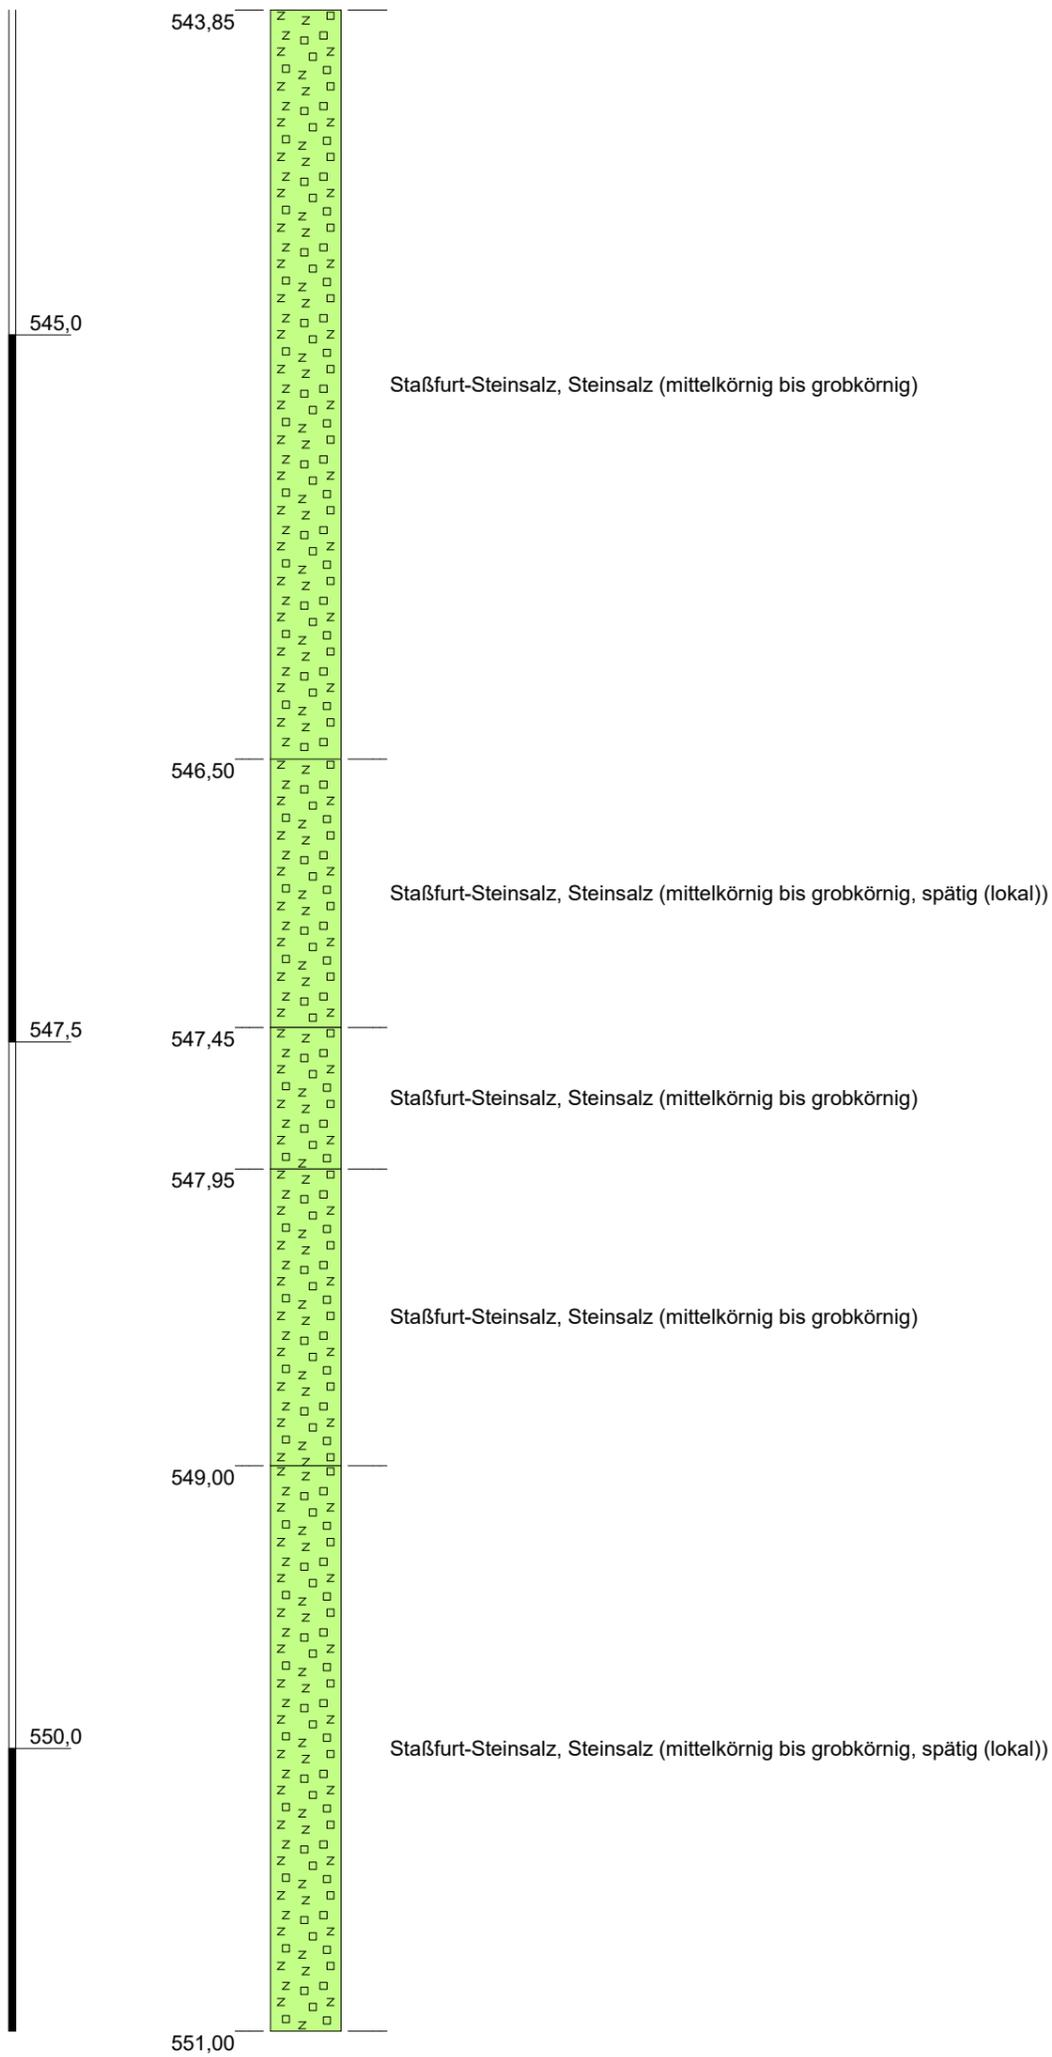 543,85
545,0
Staßfurt-Steinsalz, Steinsalz (mittelkörnig bis grobkörnig)
546,50
Staßfurt-Steinsalz, Steinsalz (mittelkörnig bis grobkörnig, spätig (lokal))
547,5
547,45
Staßfurt-Steinsalz, Steinsalz (mittelkörnig bis grobkörnig)
547,95
Staßfurt-Steinsalz, Steinsalz (mittelkörnig bis grobkörnig)
549,00
550,0
Staßfurt-Steinsalz, Steinsalz (mittelkörnig bis grobkörnig, spätig (lokal))
551,00